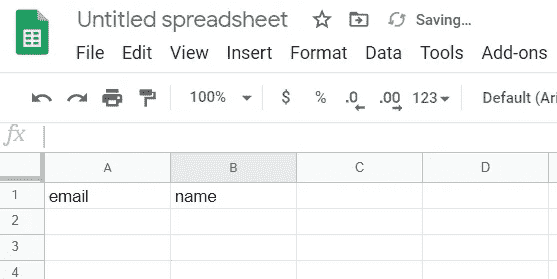 Untitled spreadsheet Saving...
File Edit View Insert Format Data Tools Add-ons
100% $ % .0 .00 123 Default (Ari
fx
A B C D
1 email name
2
3
4